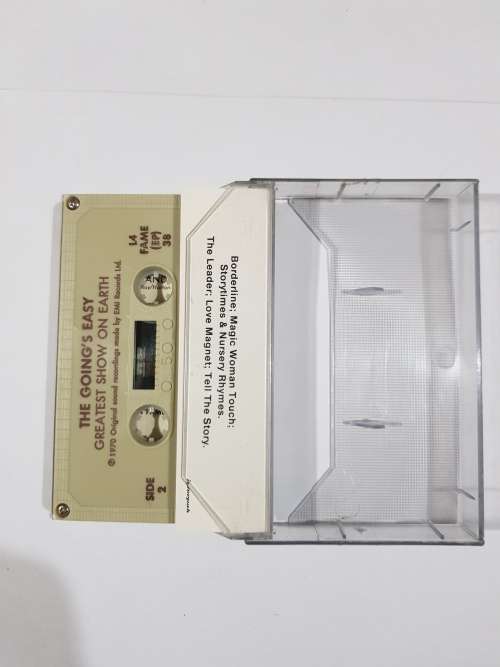 THE GOING'S EASY
GREATEST SHOW ON EARTH
℗ 1970 Original sound recordings made by EMI Records Ltd.
SIDE
2
L4
FAME
(EP)
38
Borderline; Magic Woman Touch;
Storytimes & Nursery Rhymes.
The Leader; Love Magnet; Tell The Story.